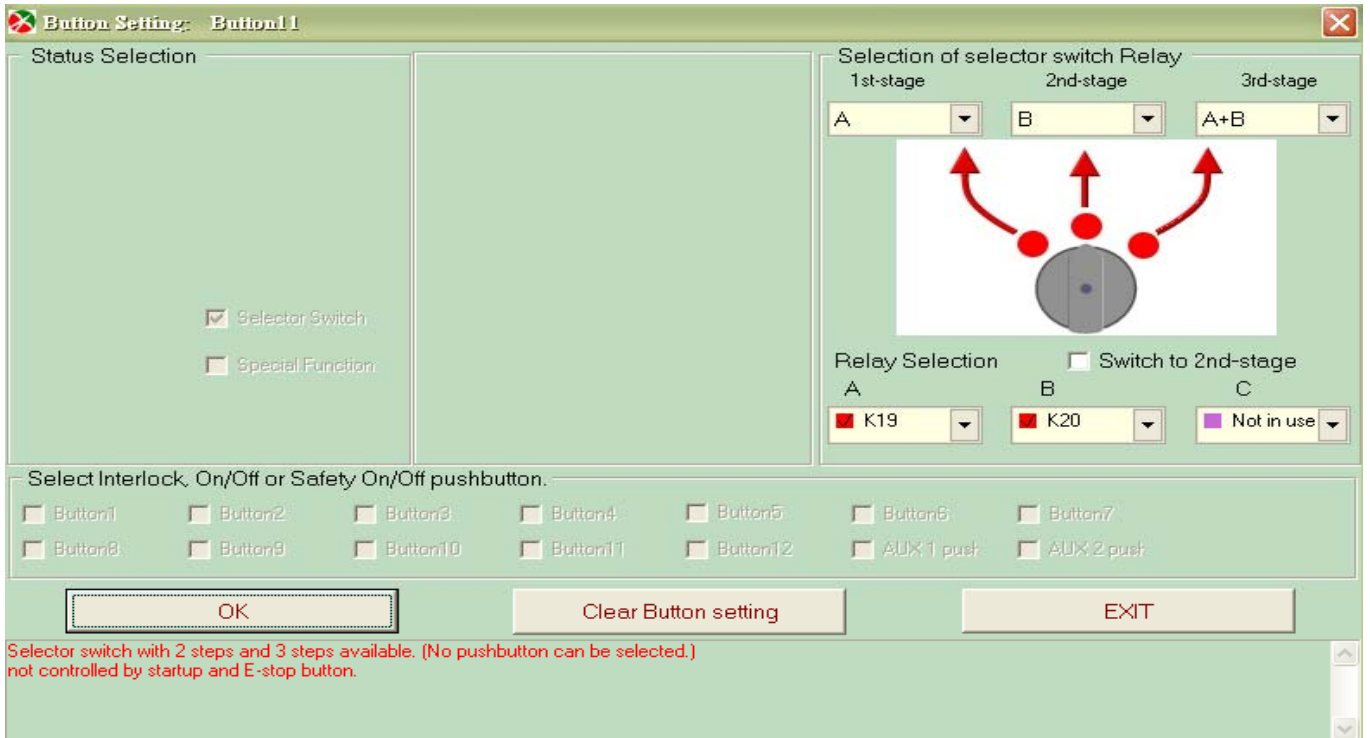 Button Setting: Button11
Status Selection
Selector Switch
Special Function
Selection of selector switch Relay
1st-stage 2nd-stage 3rd-stage
A B A+B
Relay Selection Switch to 2nd-stage
A B C
K19 K20 Not in use
Select Interlock, On/Off or Safety On/Off pushbutton.
Button1 Button2 Button3 Button4 Button5 Button6 Button7
Button8 Button9 Button10 Button11 Button12 AUX 1 push AUX 2 push
OK Clear Button setting EXIT
Selector switch with 2 steps and 3 steps available. (No pushbutton can be selected.)
not controlled by startup and E-stop button.